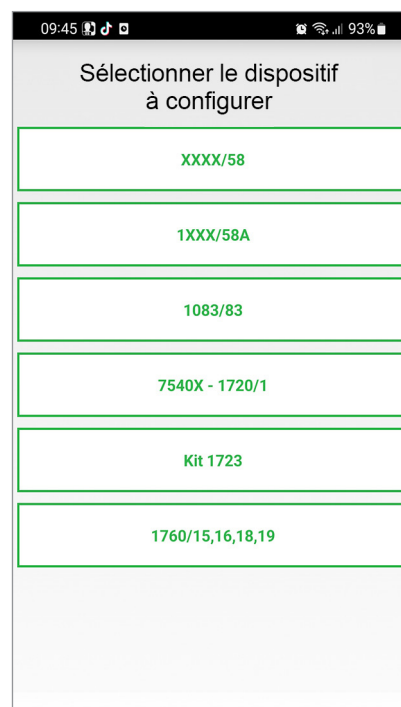 09:45 93%
Sélectionner le dispositif
à configurer
XXXX/58
1XXX/58A
1083/83
7540X - 1720/1
Kit 1723
1760/15,16,18,19